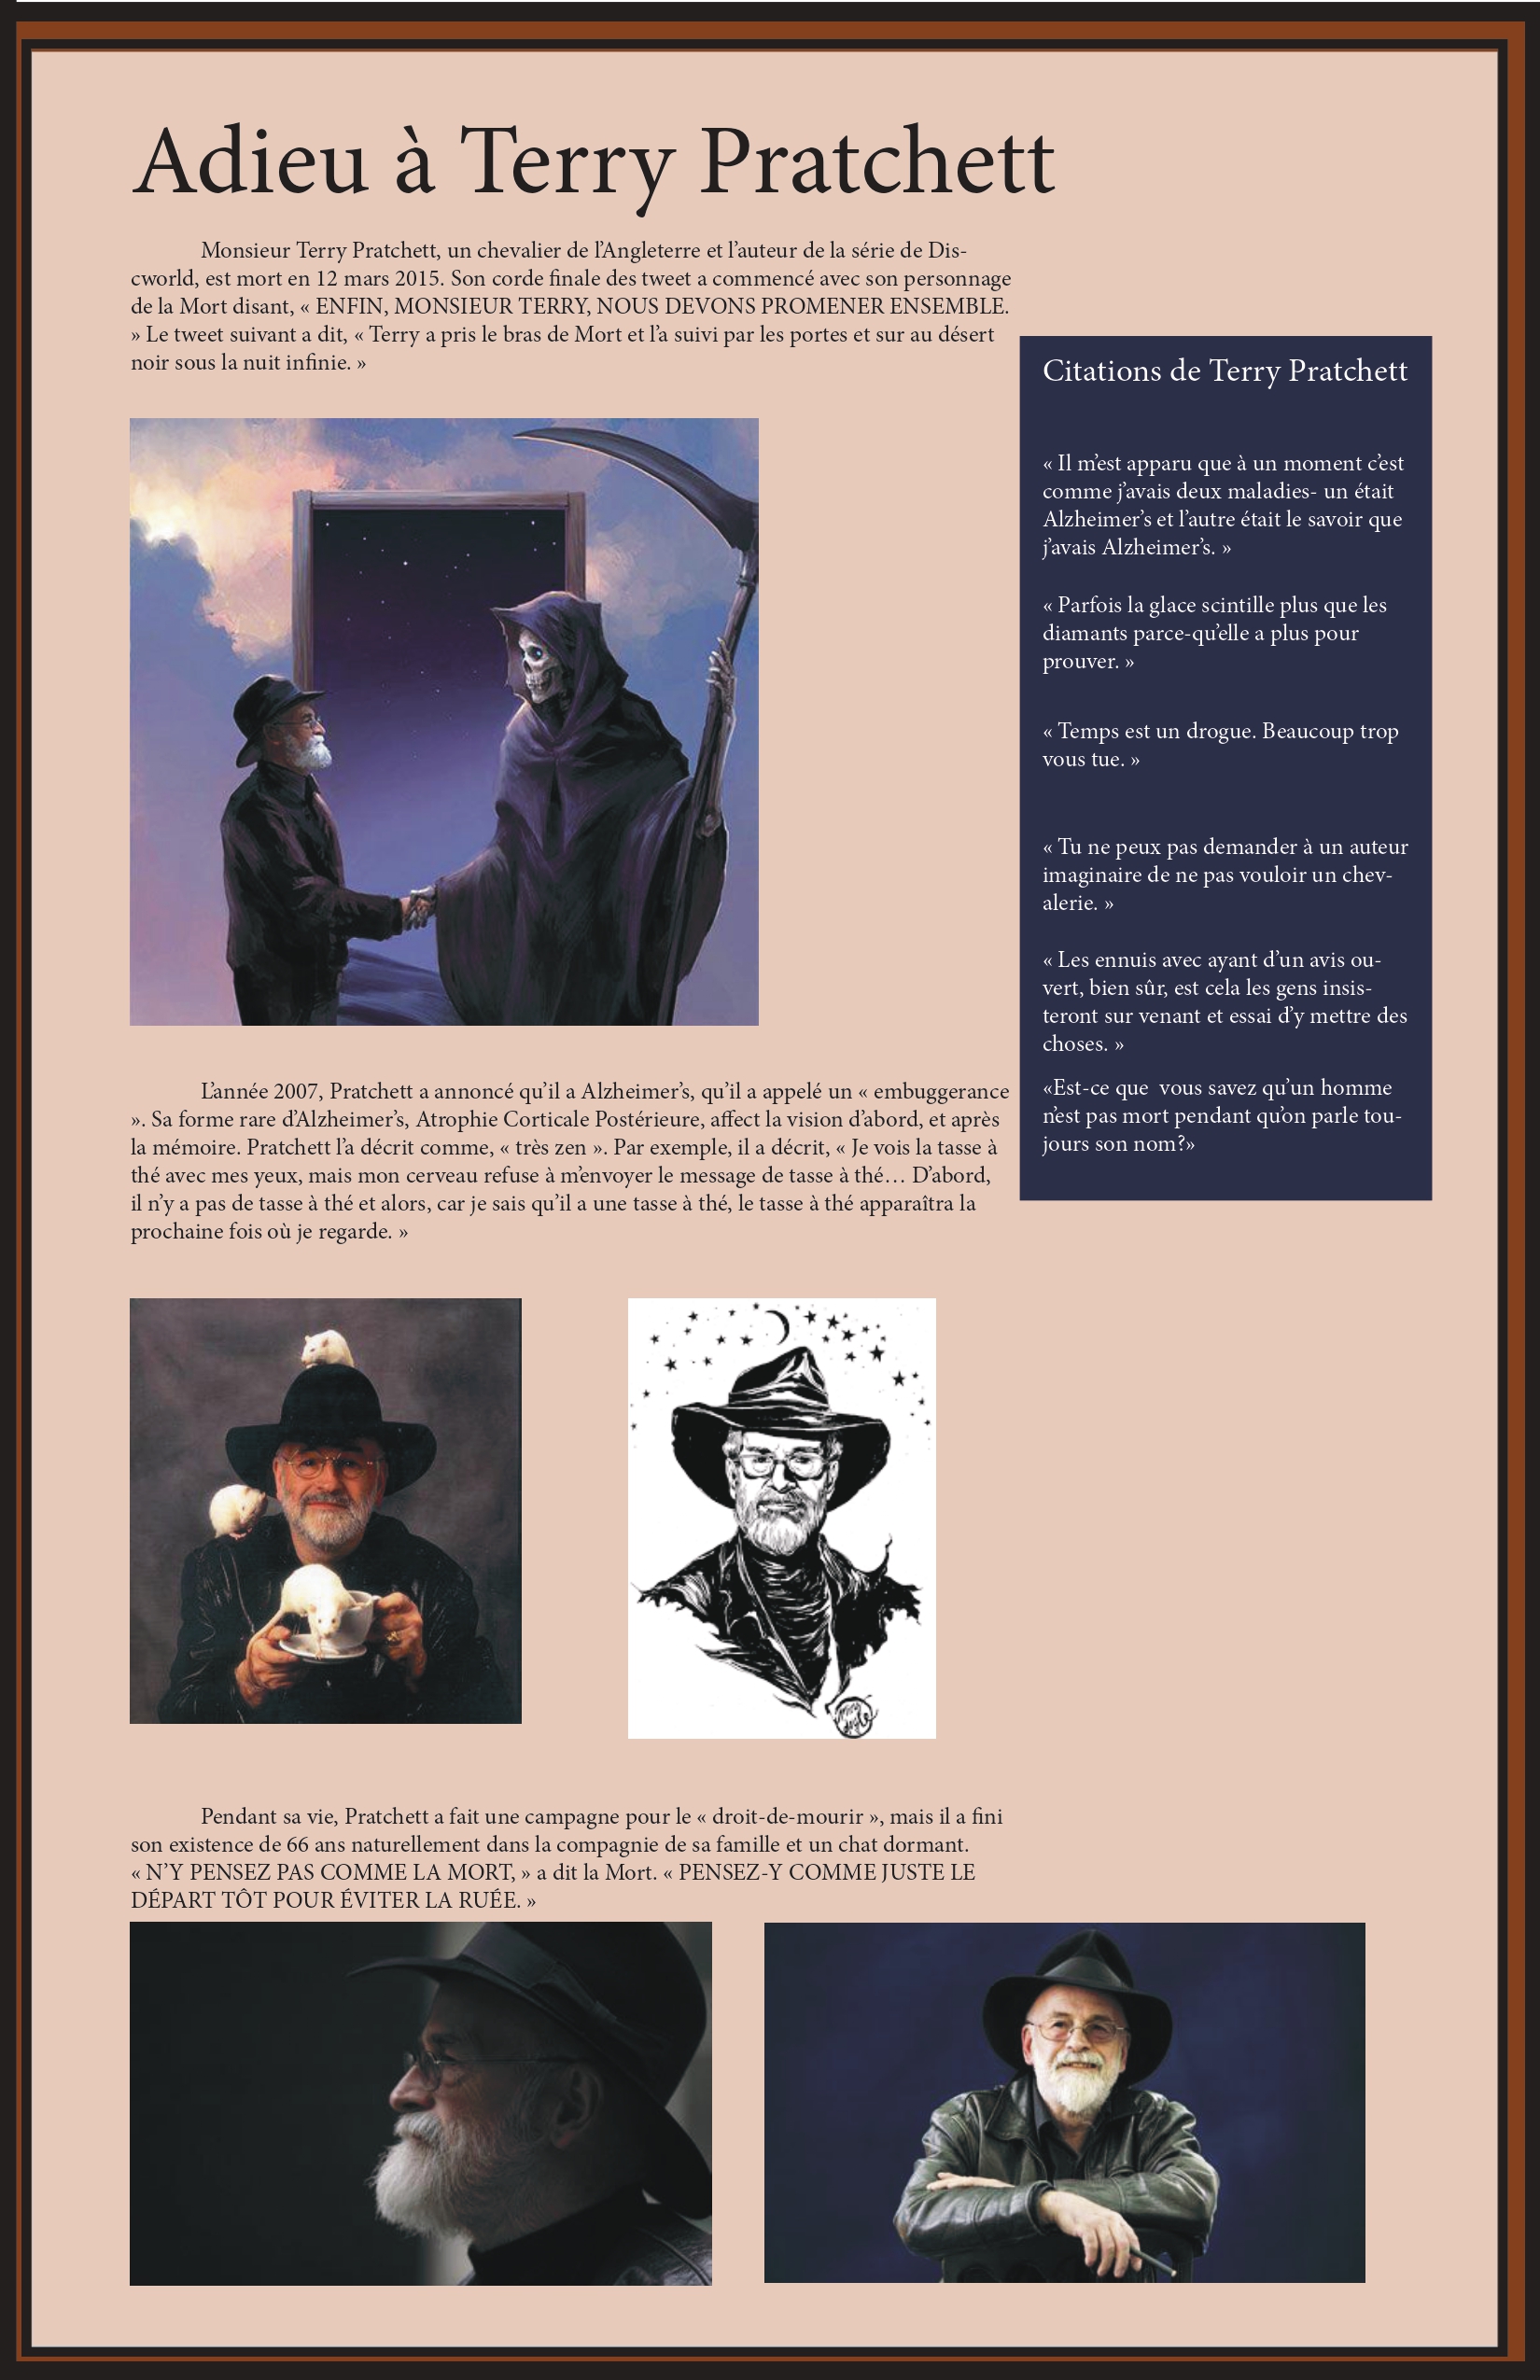 Adieu à Terry Pratchett
Monsieur Terry Pratchett, un chevalier de l'Angleterre et l'auteur de la série de Dis-
cworld, est mort en 12 mars 2015. Son corde finale des tweet a commencé avec son personnage
de la Mort disant, « ENFIN, MONSIEUR TERRY, NOUS DEVONS PROMENER ENSEMBLE.
» Le tweet suivant a dit, « Terry a pris le bras de Mort et l'a suivi par les portes et sur au désert
noir sous la nuit infinie. »
Citations de Terry Pratchett
« Il m'est apparu que à un moment c'est
comme j'avais deux maladies- un était
Alzheimer's et l'autre était le savoir que
j'avais Alzheimer's. »
« Parfois la glace scintille plus que les
diamants parce-qu'elle a plus pour
prouver. »
« Temps est un drogue. Beaucoup trop
vous tue. »
« Tu ne peux pas demander à un auteur
imaginaire de ne pas vouloir un chev-
alerie. »
« Les ennuis avec ayant d'un avis ou-
vert, bien sûr, est cela les gens insis-
teront sur venant et essai d'y mettre des
choses. »
«Est-ce que  vous savez qu'un homme
n'est pas mort pendant qu'on parle tou-
jours son nom?»
L'année 2007, Pratchett a annoncé qu'il a Alzheimer's, qu'il a appelé un « embuggerance
». Sa forme rare d'Alzheimer's, Atrophie Corticale Postérieure, affect la vision d'abord, et après
la mémoire. Pratchett l'a décrit comme, « très zen ». Par exemple, il a décrit, « Je vois la tasse à
thé avec mes yeux, mais mon cerveau refuse à m'envoyer le message de tasse à thé… D'abord,
il n'y a pas de tasse à thé et alors, car je sais qu'il a une tasse à thé, le tasse à thé apparaîtra la
prochaine fois où je regarde. »
Pendant sa vie, Pratchett a fait une campagne pour le « droit-de-mourir », mais il a fini
son existence de 66 ans naturellement dans la compagnie de sa famille et un chat dormant.
« N'Y PENSEZ PAS COMME LA MORT, » a dit la Mort. « PENSEZ-Y COMME JUSTE LE
DÉPART TÔT POUR ÉVITER LA RUÉE. »